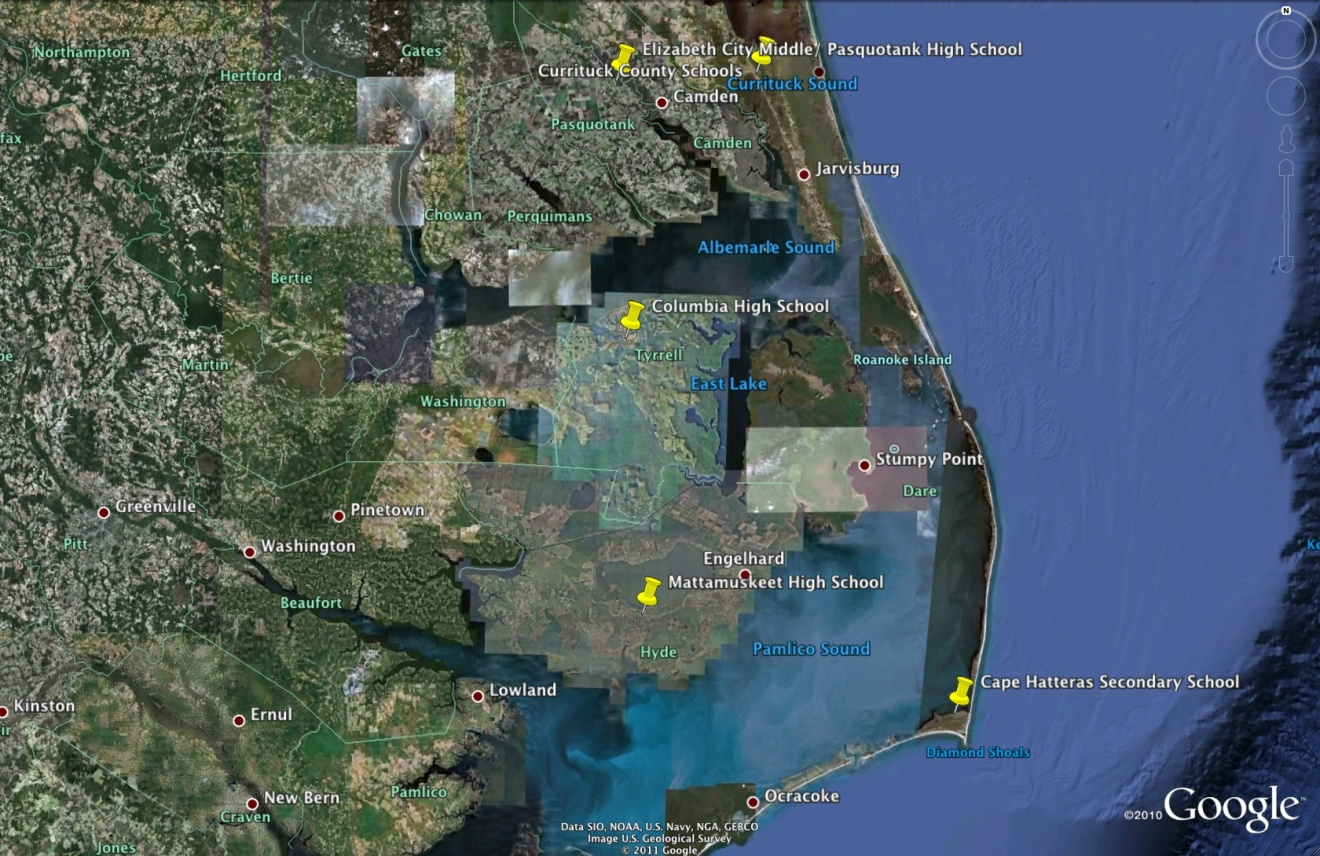 N
Northampton
Gates
Elizabeth City Middle/ Pasquotank High School
Hertford
Currituck County Schools
Currituck Sound
Camden
Pasquotank
fax
Camden
Jarvisburg
Chowan
Perquimans
Albemarle Sound
Bertie
Columbia High School
Tyrrell
Roanoke Island
Martin
East Lake
Washington
Stumpy Point
Dare
Greenville
Pinetown
Pitt
Washington
Engelhard
Mattamuskeet High School
Beaufort
Hyde
Pamlico Sound
Cape Hatteras Secondary School
Lowland
Kinston
Ernul
ir
Diamond Shoals
New Bern
Pamlico
Ocracoke
Craven
Jones
Data SIO, NOAA, U.S. Navy, NGA, GEBCO
Image U.S. Geological Survey
© 2011 Google
©2010 Google™